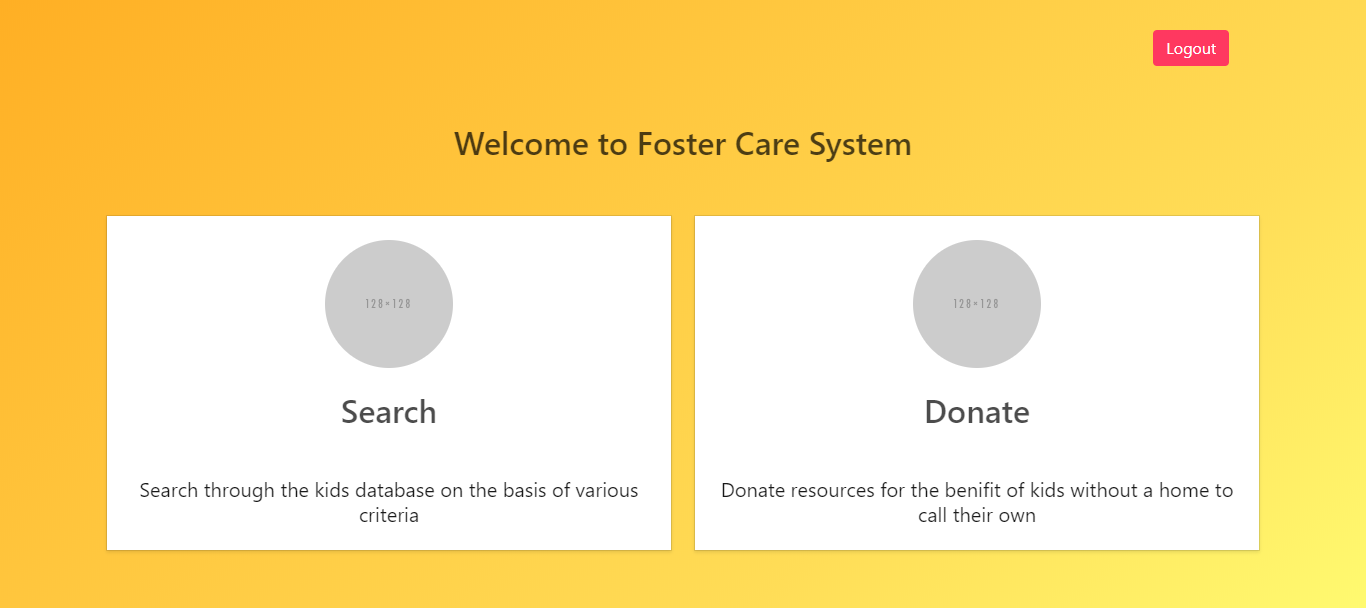 Logout
Welcome to Foster Care System
128×128
128×128
Search
Donate
Search through the kids database on the basis of various
criteria
Donate resources for the benifit of kids without a home to
call their own